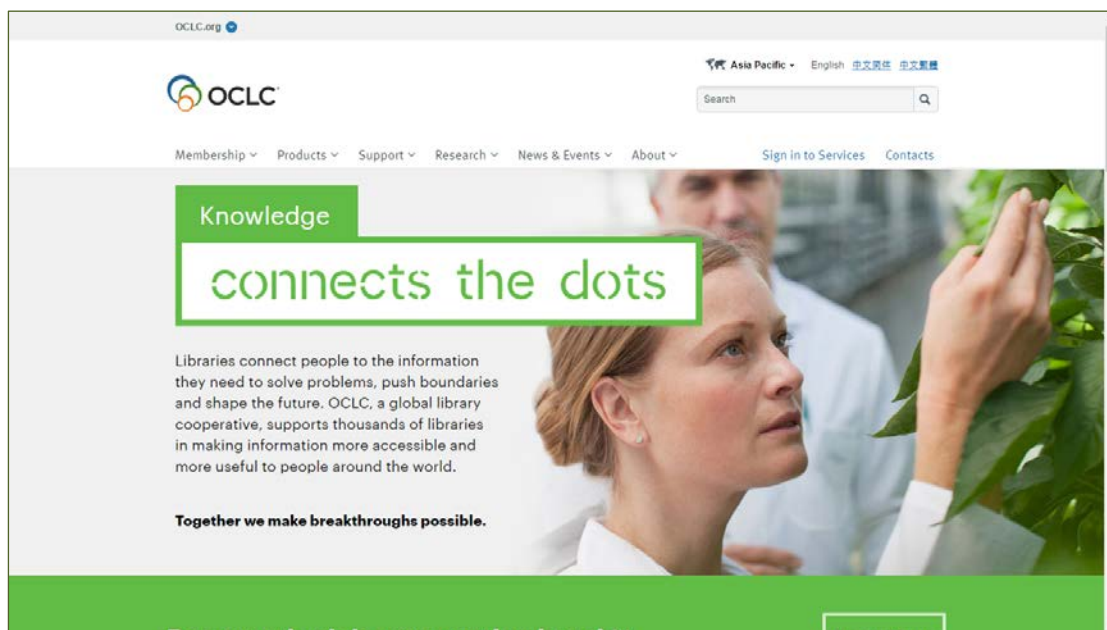 OCLC.org
Asia Pacific English 中文简体 中文繁體
OCLC
Search
Membership Products Support Research News & Events About Sign in to Services Contacts
Knowledge
connects the dots
Libraries connect people to the information
they need to solve problems, push boundaries
and shape the future. OCLC, a global library
cooperative, supports thousands of libraries
in making information more accessible and
more useful to people around the world.
Together we make breakthroughs possible.